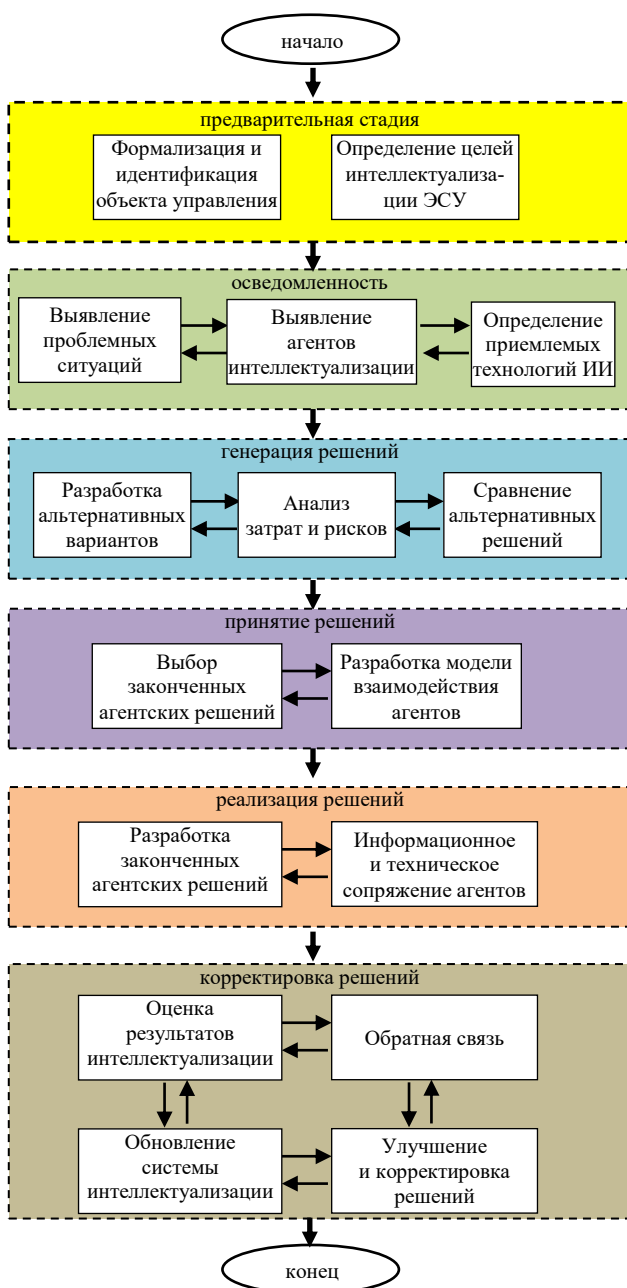 начало
предварительная стадия
Формализация и
идентификация
объекта управления
Определение целей
интеллектуализа-
ции ЭСУ
осведомленность
Выявление
проблемных
ситуаций
Выявление
агентов
интеллектуализации
Определение
приемлемых
технологий ИИ
генерация решений
Разработка
альтернативных
вариантов
Анализ
затрат и рисков
Сравнение
альтернативных
решений
принятие решений
Выбор
законченных
агентских решений
Разработка модели
взаимодействия
агентов
реализация решений
Разработка
законченных
агентских решений
Информационное
и техническое
сопряжение агентов
корректировка решений
Оценка
результатов
интеллектуализации
Обратная связь
Обновление
системы
интеллектуализации
Улучшение
и корректировка
решений
конец